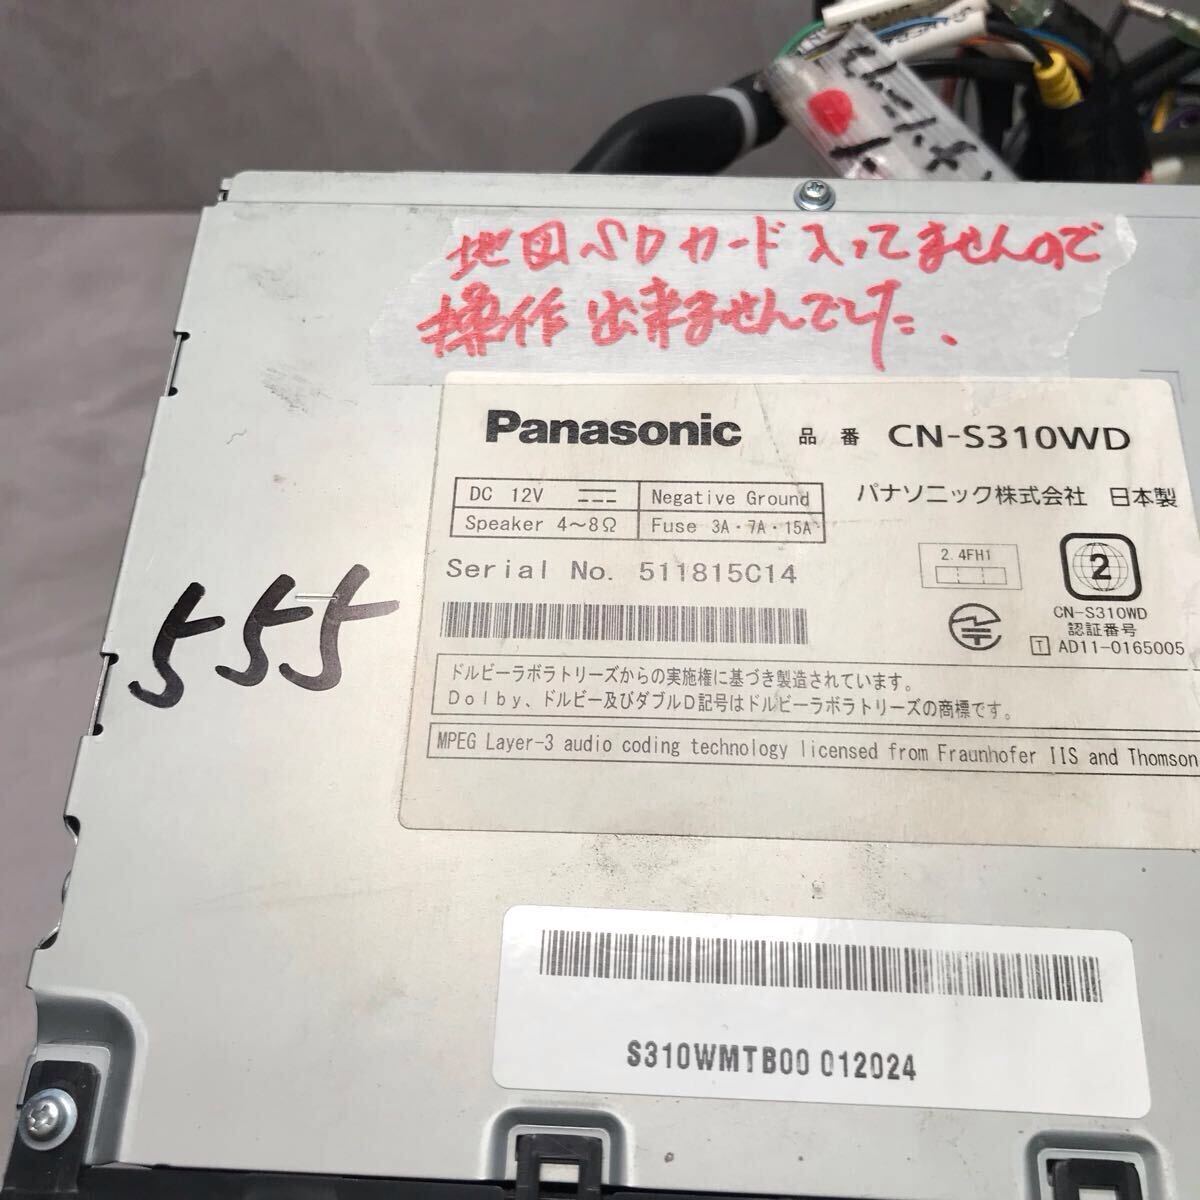 地図SDカード入ってませんので
操作出来ませんでした.
Panasonic 品番 CN-S310WD
DC 12V Negative Ground
パナソニック株式会社 日本製
Speaker 4~8Ω Fuse 3A・7A・15A
Serial No. 511815C14
2.4FH1
2
CN-S310WD
認証番号
T AD11-0165005
555
ドルビーラボラトリーズからの実施権に基づき製造されています。
Dolby、ドルビー及びダブルD記号はドルビーラボラトリーズの商標です。
MPEG Layer-3 audio coding technology licensed from Fraunhofer IIS and Thomson
S310WMTB00 012024